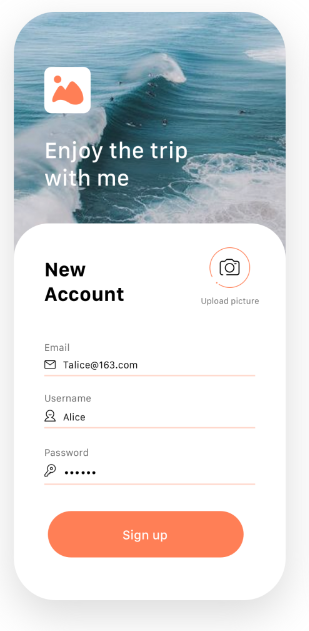 Enjoy the trip
with me
New
Account
Upload picture
Email
Talice@163.com
Username
Alice
Password
••••••
Sign up